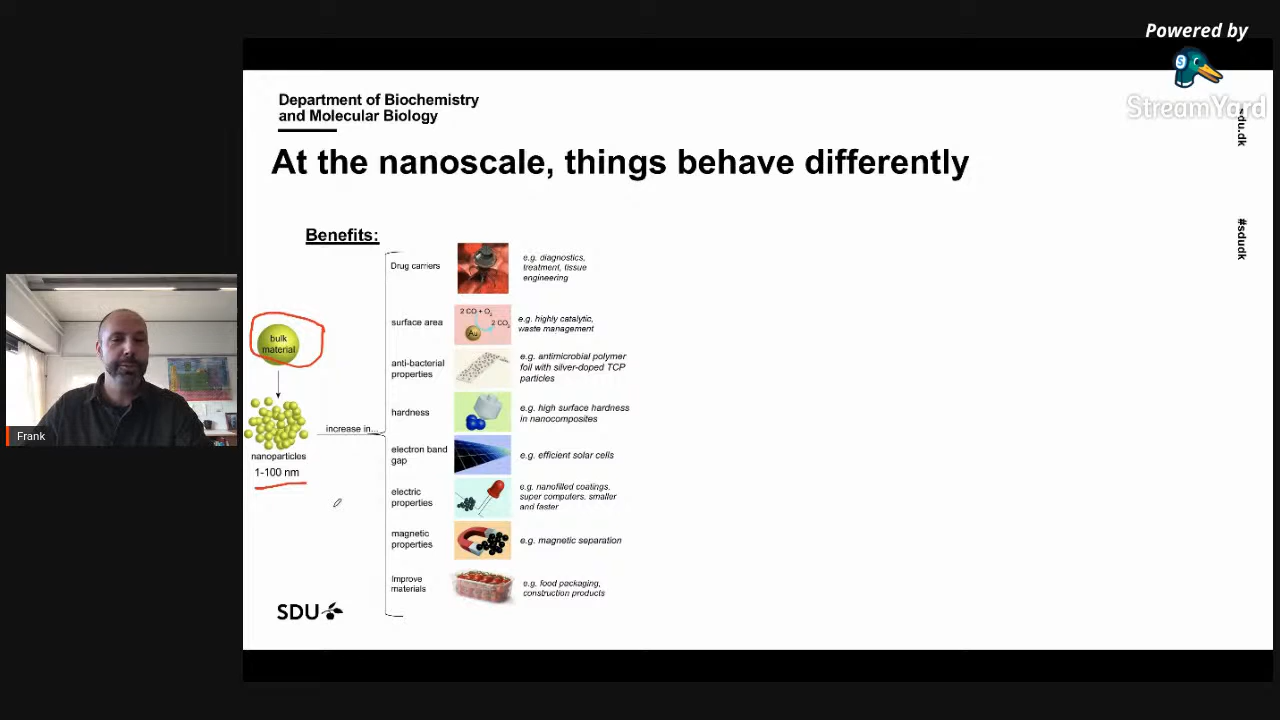 Powered by
StreamYard
Department of Biochemistry
and Molecular Biology
sdu.dk
#sdudk
At the nanoscale, things behave differently
Benefits:
bulk
material
nanoparticles
1-100 nm
increase in...
Drug carriers
e.g. diagnostics,
treatment, tissue
engineering
surface area
2 CO + O2
2 CO2
Au
e.g. highly catalytic,
waste management
anti-bacterial
properties
e.g. antimicrobial polymer
foil with silver-doped TCP
particles
hardness
e.g. high surface hardness
in nanocomposites
electron band
gap
e.g. efficient solar cells
electric
properties
e.g. nanofilled coatings,
super computers. smaller
and faster
magnetic
properties
e.g. magnetic separation
Improve
materials
e.g. food packaging,
construction products
SDU
Frank